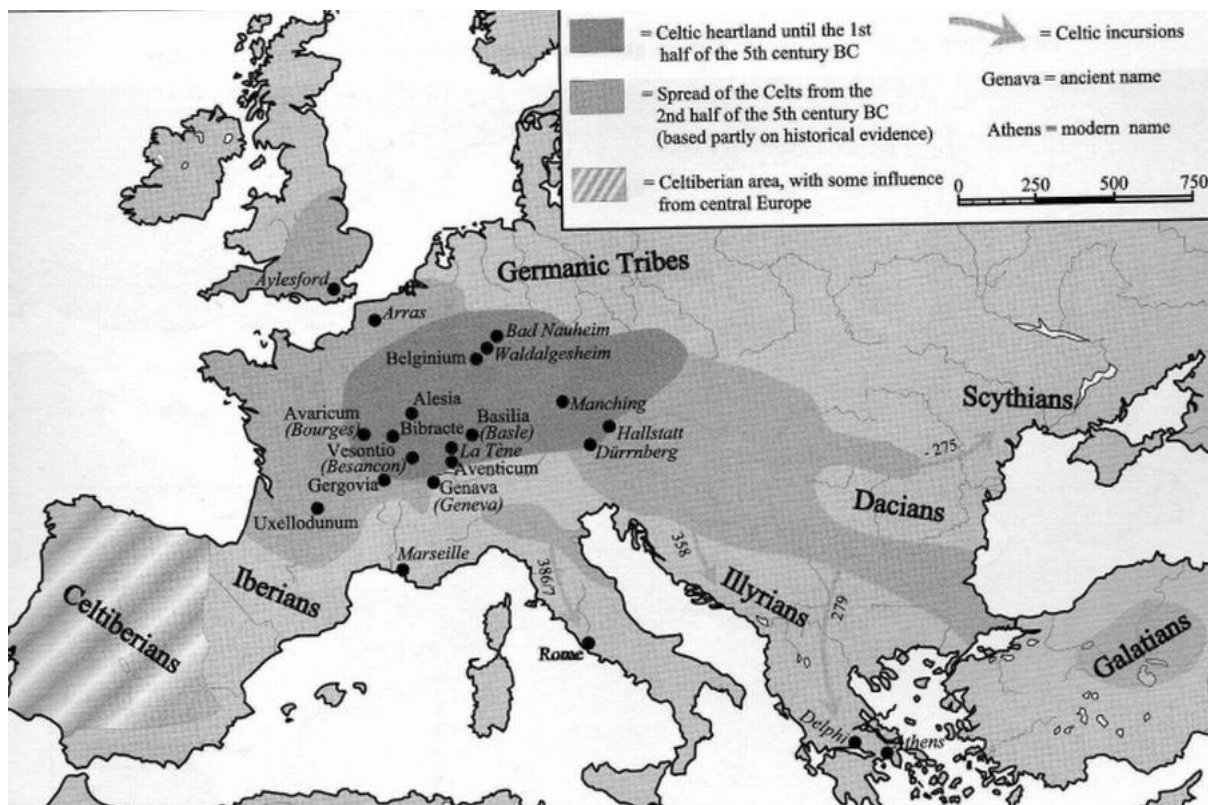 = Celtic heartland until the 1st
half of the 5th century BC
= Spread of the Celts from the
2nd half of the 5th century BC
(based partly on historical evidence)
= Celtiberian area, with some influence
from central Europe
= Celtic incursions
Genava = ancient name
Athens = modern name
0 250 500 750
Germanic Tribes
Aylesford
Arras
Bad Nauheim
Belginium
Waldalgesheim
Alesia
Manching
Avaricum
(Bourges)
Bibracte
Basilia
(Basle)
Hallstatt
Dürrnberg
Vesontio
(Besancon)
La Tène
Aventicum
Gergovia
Genava
(Geneva)
Uxellodunum
Scythians
- 275
Dacians
Marseille
386/7
358
279
Illyrians
Iberians
Celtiberians
Rome
Galatians
Delphi
Athens